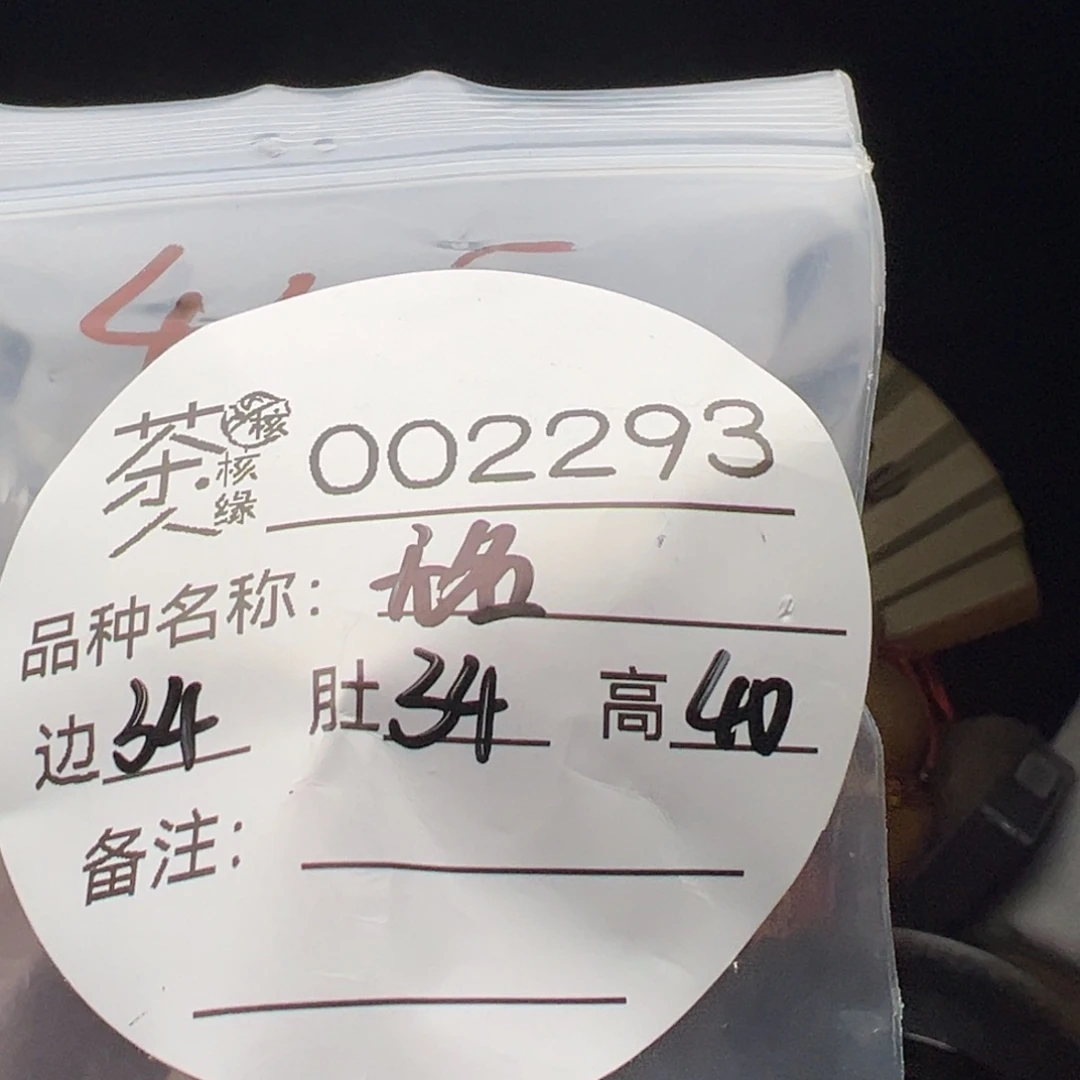 茶人
核
核缘
002293
品种名称：
边34 肚34 高40
备注：